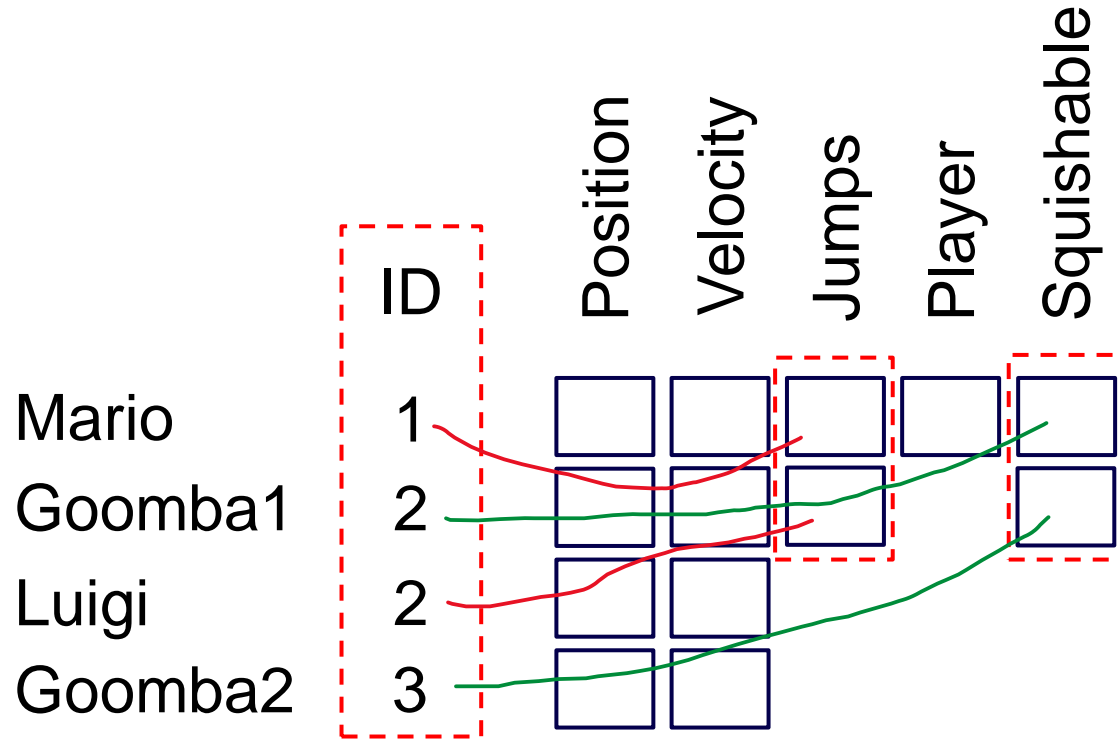 ID
Position
Velocity
Jumps
Player
Squishable
Mario 1
Goomba1 2
Luigi 2
Goomba2 3